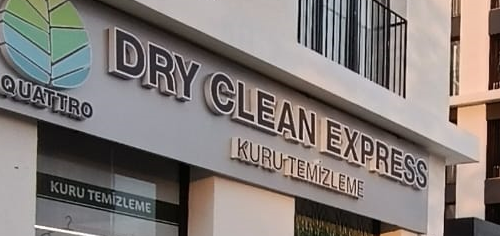 QUATTRO
DRY CLEAN EXPRESS
KURU TEMİZLEME
KURU TEMİZLEME